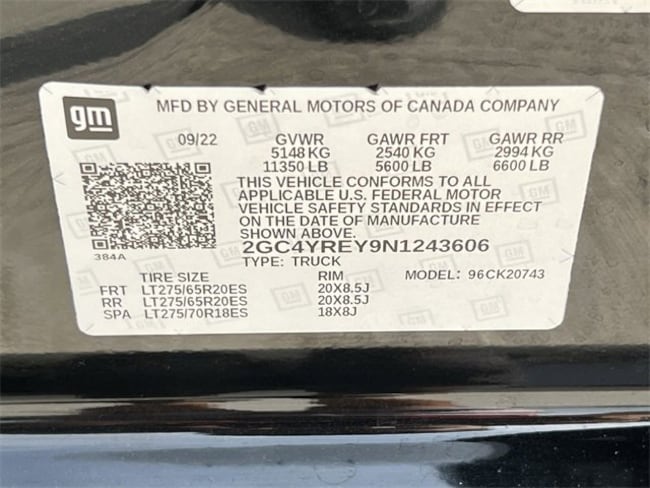 gm
MFD BY GENERAL MOTORS OF CANADA COMPANY
09/22 GVWR GAWR FRT GAWR RR
5148 KG 2540 KG 2994 KG
11350 LB 5600 LB 6600 LB
THIS VEHICLE CONFORMS TO ALL
APPLICABLE U.S. FEDERAL MOTOR
VEHICLE SAFETY STANDARDS IN EFFECT
ON THE DATE OF MANUFACTURE
SHOWN ABOVE.
2GC4YREY9N1243606
384A
TYPE: TRUCK MODEL: 96CK20743
TIRE SIZE RIM
FRT LT275/65R20ES 20X8.5J
RR LT275/65R20ES 20X8.5J
SPA LT275/70R18ES 18X8J